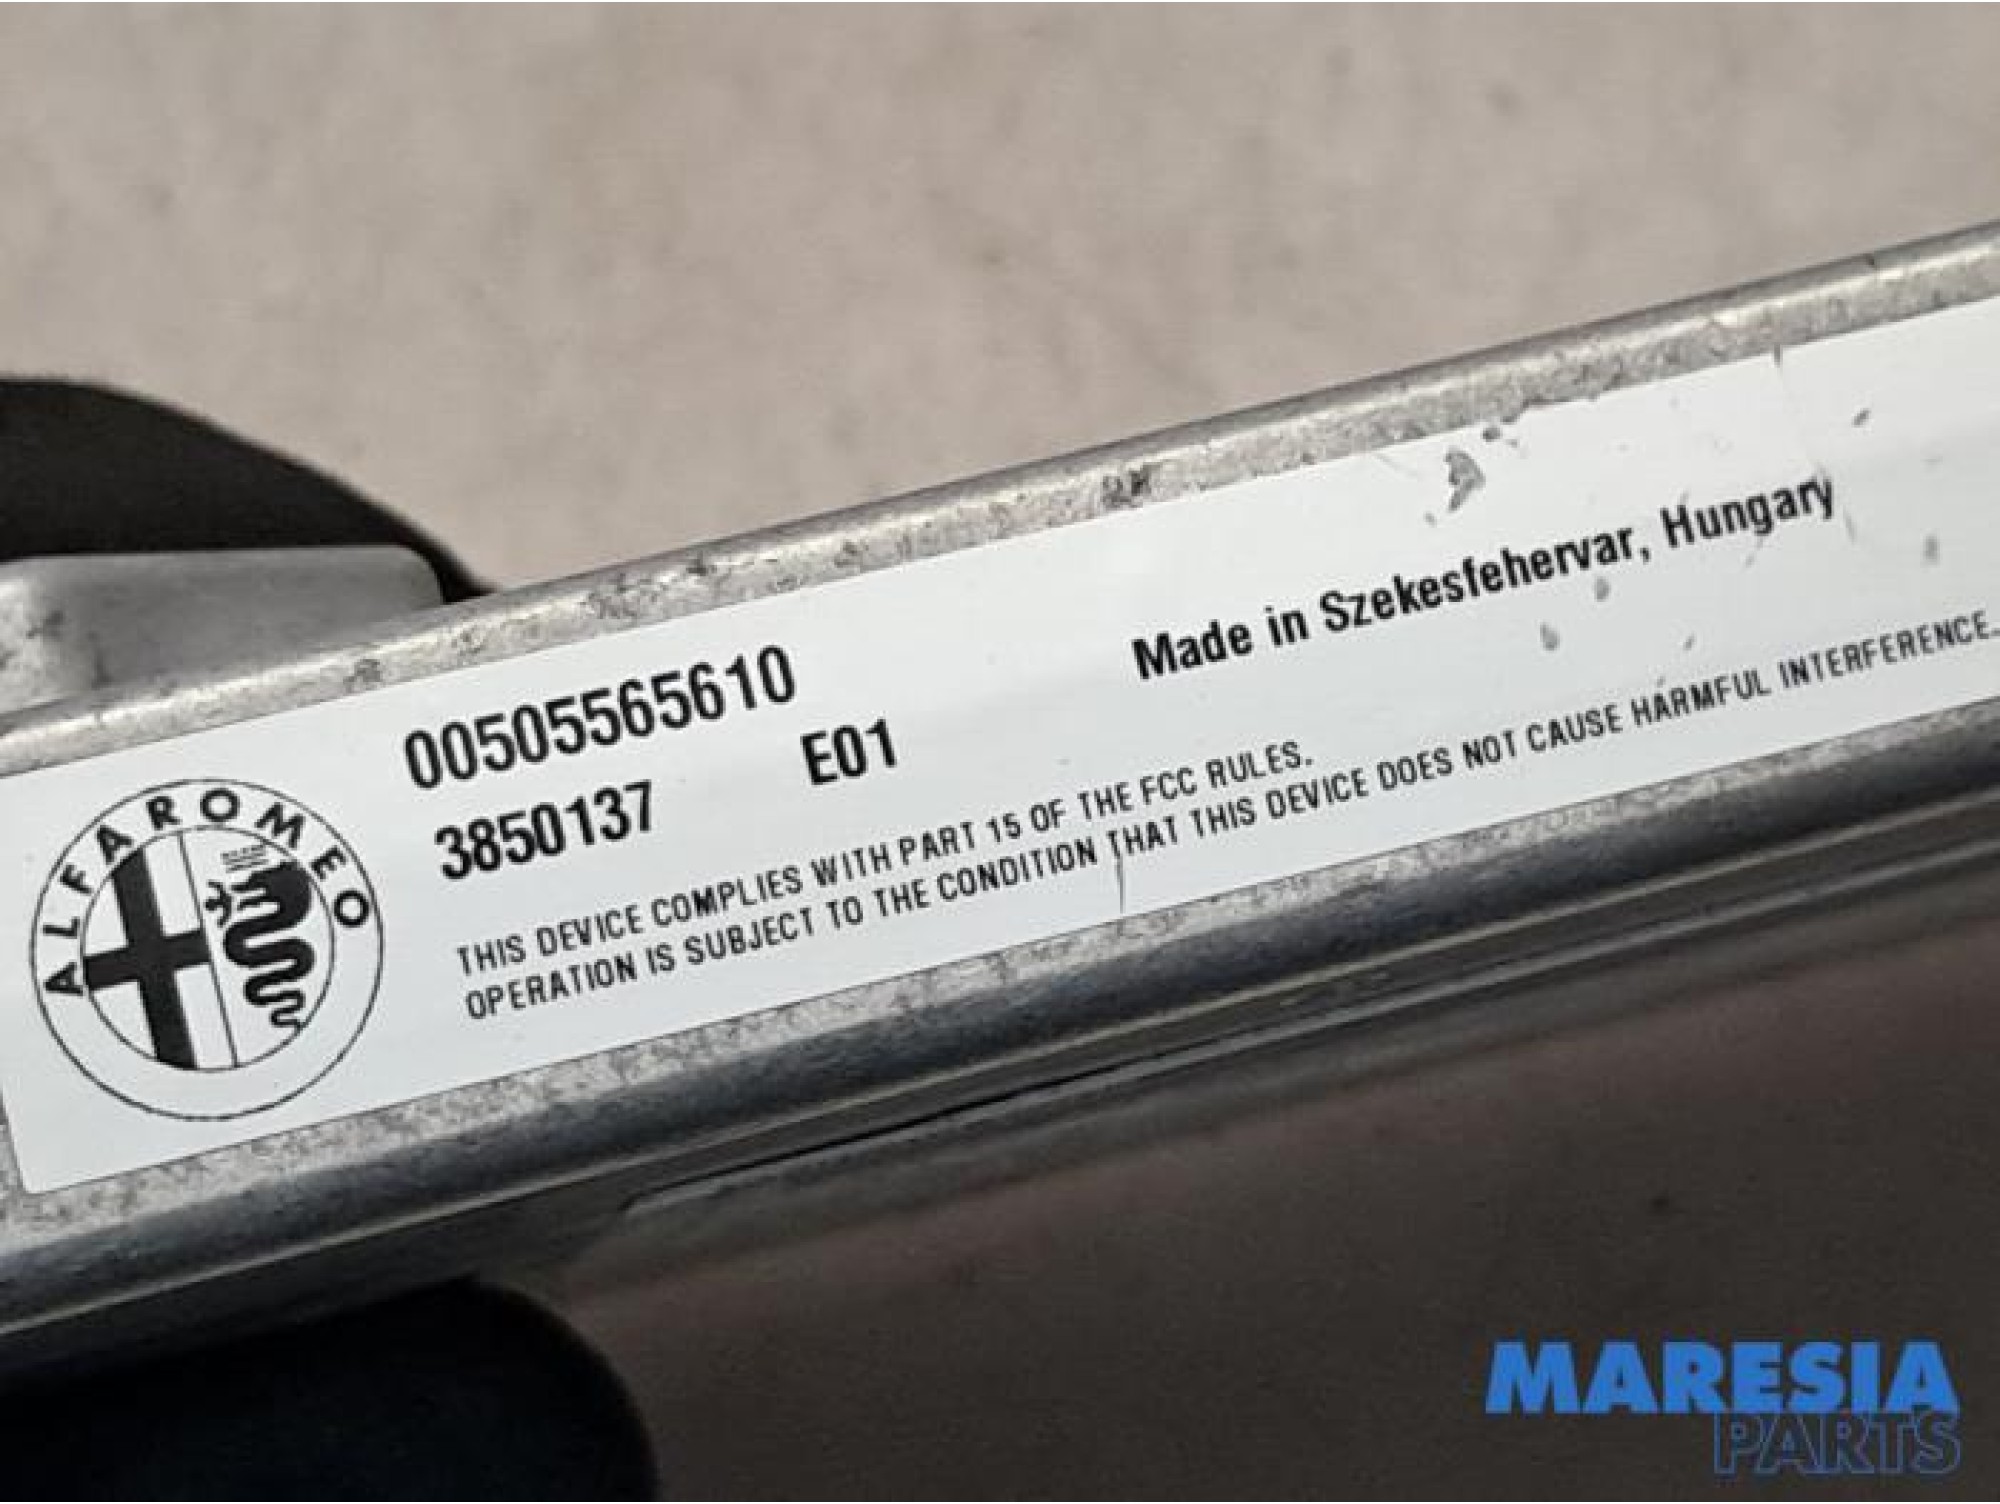 00505565610
3850137 E01
Made in Szekesfehervar, Hungary
THIS DEVICE COMPLIES WITH PART 15 OF THE FCC RULES.
OPERATION IS SUBJECT TO THE CONDITION THAT THIS DEVICE DOES NOT CAUSE HARMFUL INTERFERENCE.
ALFA ROMEO
MARESIA
PARTS